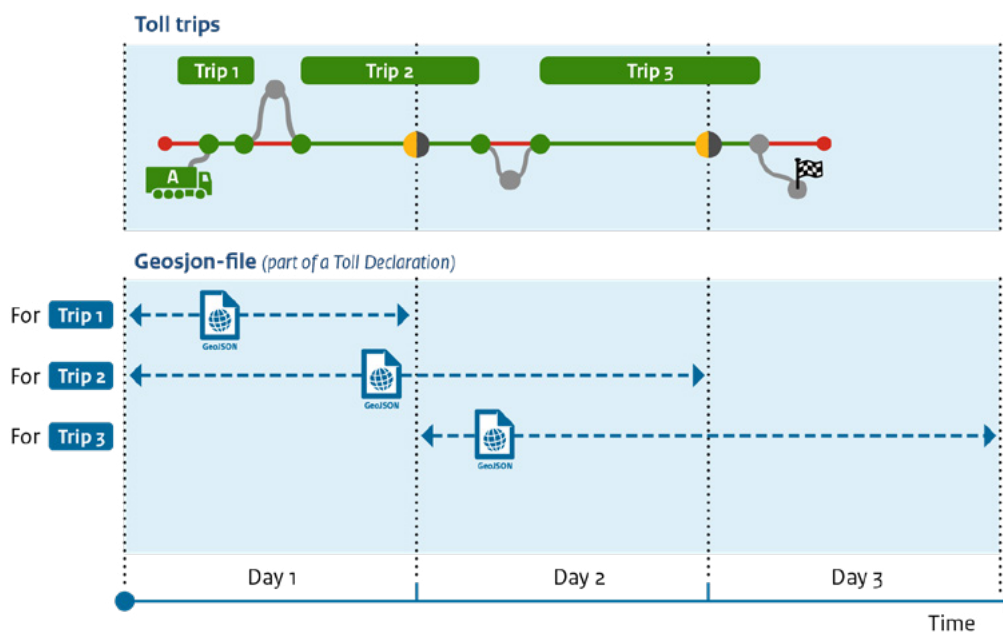 Toll trips
Trip 1
Trip 2
Trip 3
A
Geosjon-file (part of a Toll Declaration)
For Trip 1
GeoJSON
For Trip 2
GeoJSON
For Trip 3
GeoJSON
Day 1
Day 2
Day 3
Time